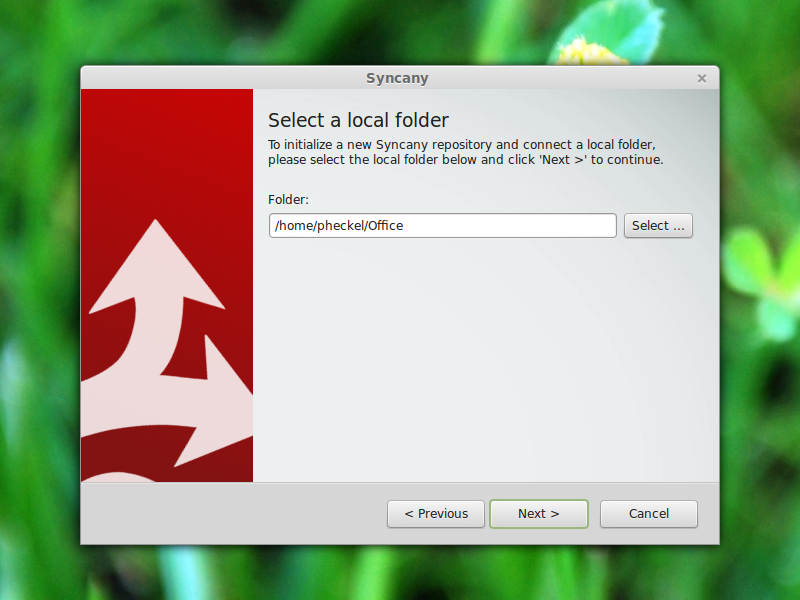 Syncany
Select a local folder
To initialize a new Syncany repository and connect a local folder,
please select the local folder below and click 'Next >' to continue.
Folder:
/home/pheckel/Office
Select ...
< Previous
Next >
Cancel